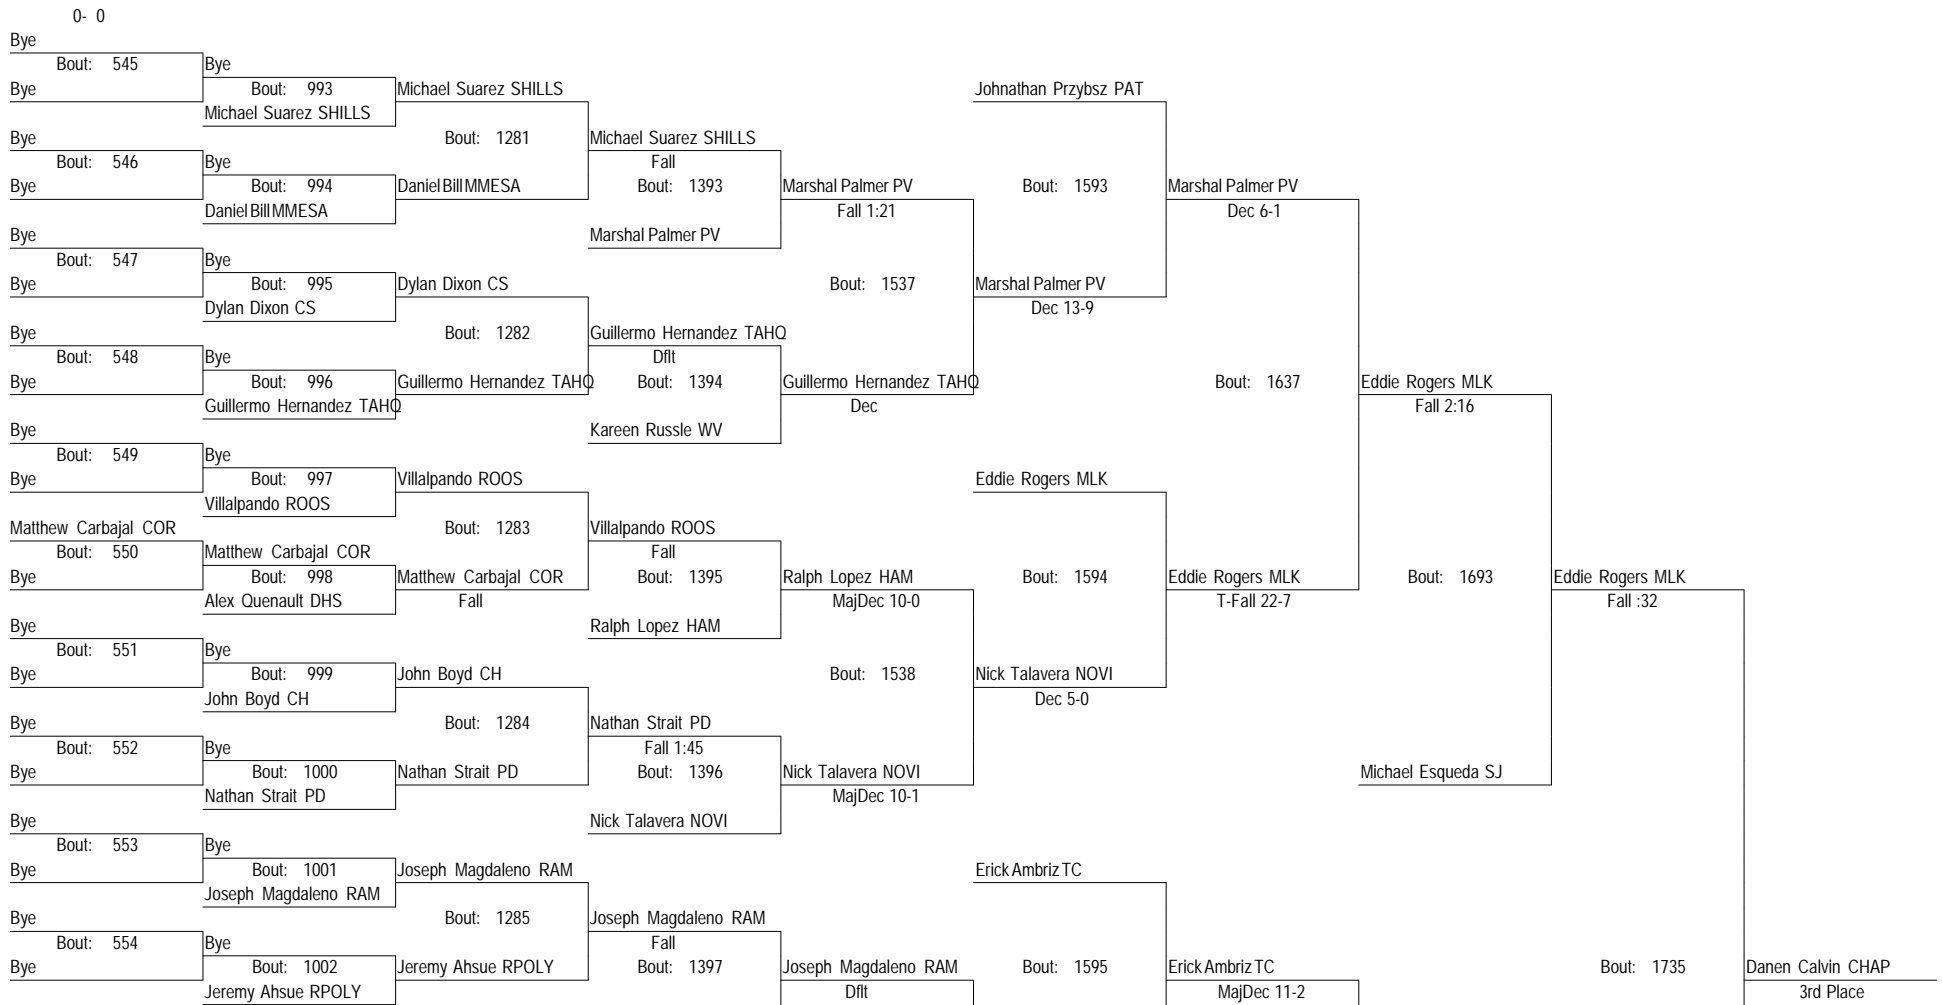 0- 0
Bye
Bout: 545 Bye
Bye Bout: 993 Michael Suarez SHILLS Johnathan Przybsz PAT
Michael Suarez SHILLS
Bye Bout: 1281 Michael Suarez SHILLS
Bout: 546 Bye Fall
Bye Bout: 994 Daniel Bill MMESA Bout: 1393 Marshal Palmer PV Bout: 1593 Marshal Palmer PV
Daniel Bill MMESA Fall 1:21 Dec 6-1
Bye Marshal Palmer PV
Bout: 547 Bye
Bye Bout: 995 Dylan Dixon CS Bout: 1537 Marshal Palmer PV
Dylan Dixon CS Dec 13-9
Bye Bout: 1282 Guillermo Hernandez TAHQ
Bout: 548 Bye Dflt
Bye Bout: 996 Guillermo Hernandez TAHQ Bout: 1394 Guillermo Hernandez TAHQ Bout: 1637 Eddie Rogers MLK
Guillermo Hernandez TAHQ Dec Fall 2:16
Bye Kareen Russle WV
Bout: 549 Bye
Bye Bout: 997 Villalpando ROOS Eddie Rogers MLK
Villalpando ROOS
Matthew Carbajal COR Bout: 1283 Villalpando ROOS
Bout: 550 Matthew Carbajal COR Fall
Bye Bout: 998 Matthew Carbajal COR Bout: 1395 Ralph Lopez HAM Bout: 1594 Eddie Rogers MLK Bout: 1693 Eddie Rogers MLK
Alex Quenault DHS Fall MajDec 10-0 T-Fall 22-7 Fall :32
Bye Ralph Lopez HAM
Bout: 551 Bye
Bye Bout: 999 John Boyd CH Bout: 1538 Nick Talavera NOVI
John Boyd CH Dec 5-0
Bye Bout: 1284 Nathan Strait PD
Bout: 552 Bye Fall 1:45
Bye Bout: 1000 Nathan Strait PD Bout: 1396 Nick Talavera NOVI Michael Esqueda SJ
Nathan Strait PD MajDec 10-1
Bye Nick Talavera NOVI
Bout: 553 Bye
Bye Bout: 1001 Joseph Magdaleno RAM Erick Ambriz TC
Joseph Magdaleno RAM
Bye Bout: 1285 Joseph Magdaleno RAM
Bout: 554 Bye Fall
Bye Bout: 1002 Jeremy Ahsue RPOLY Bout: 1397 Joseph Magdaleno RAM Bout: 1595 Erick Ambriz TC Bout: 1735 Danen Calvin CHAP
Jeremy Ahsue RPOLY Dflt MajDec 11-2 3rd Place